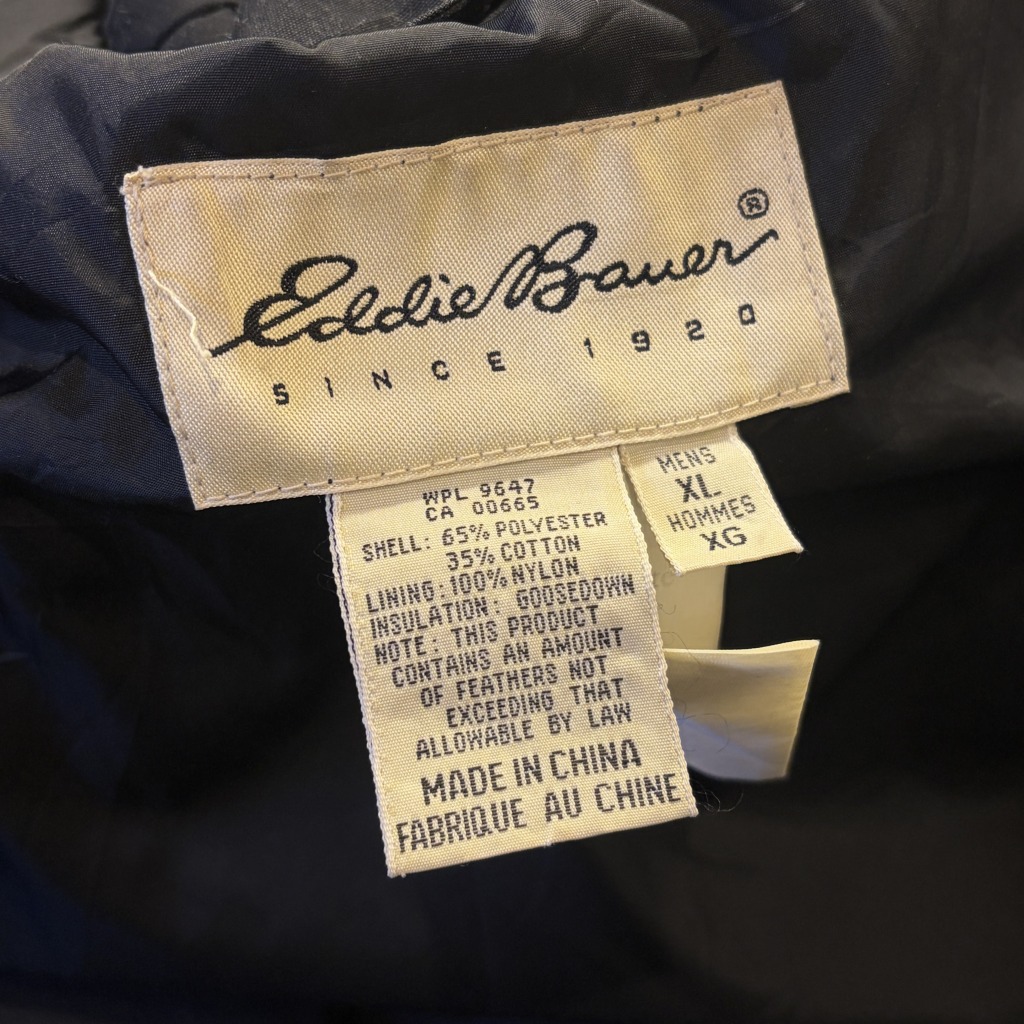 Eddie Bauer®
SINCE 1920
WPL 9647
CA 00665
SHELL: 65% POLYESTER
35% COTTON
LINING: 100% NYLON
INSULATION: GOOSEDOWN
NOTE: THIS PRODUCT
CONTAINS AN AMOUNT
OF FEATHERS NOT
EXCEEDING THAT
ALLOWABLE BY LAW
MADE IN CHINA
FABRIQUE AU CHINE
MENS
XL
HOMMES
XG